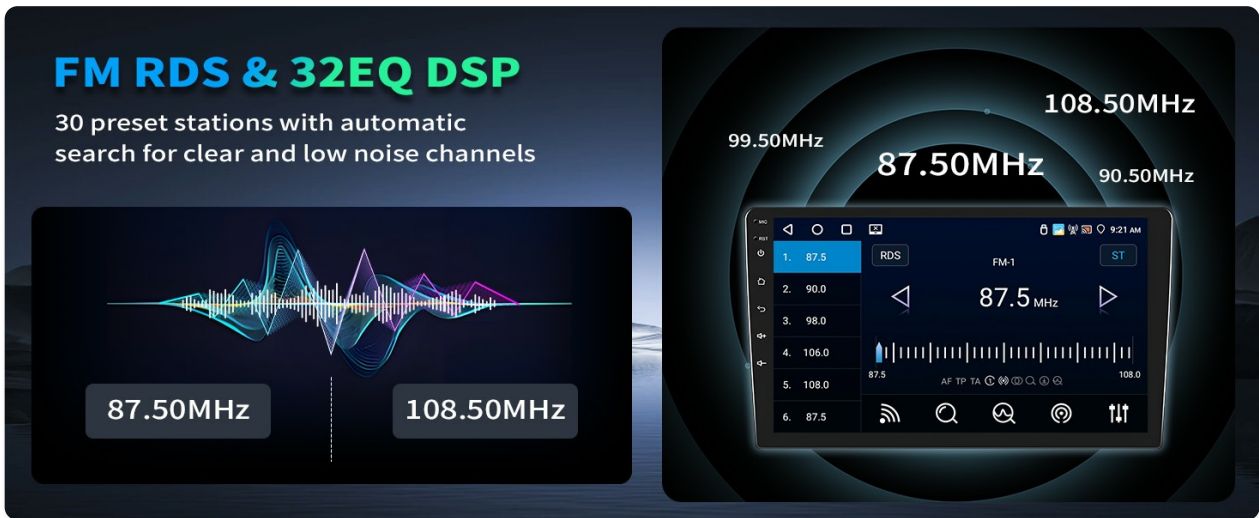 FM RDS & 32EQ DSP
30 preset stations with automatic
search for clear and low noise channels
87.50MHz
108.50MHz
108.50MHz
99.50MHz
87.50MHz
90.50MHz
MIC
RST
9:21 AM
1. 87.5
2. 90.0
3. 98.0
4. 106.0
5. 108.0
6. 87.5
RDS
FM-1
ST
87.5 MHz
87.5
108.0
AF TP TA